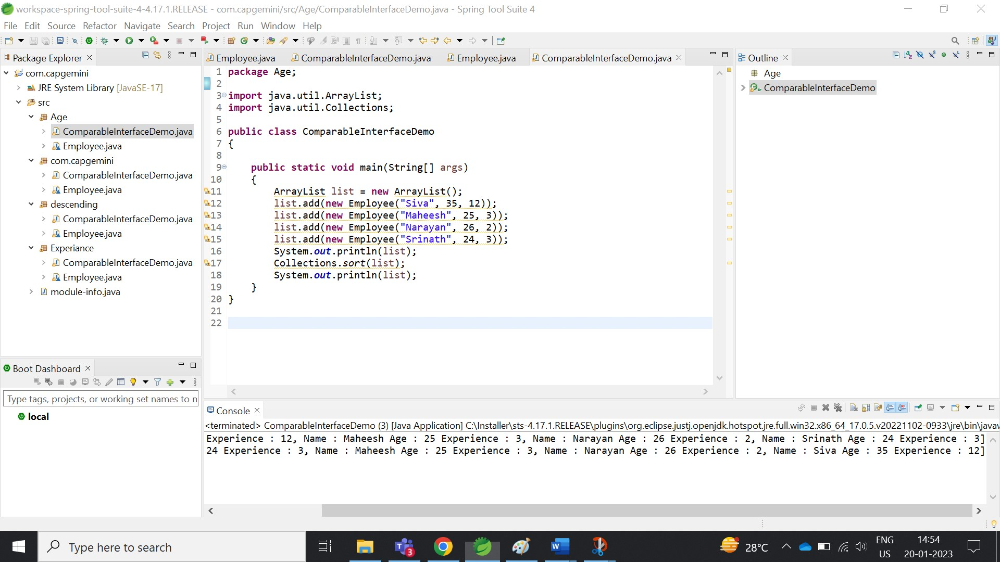 workspace-spring-tool-suite-4-4.17.1.RELEASE - com.capgemini/src/Age/ComparableInterfaceDemo.java - Spring Tool Suite 4
File Edit Source Refactor Navigate Search Project Run Window Help
Package Explorer
com.capgemini
JRE System Library [JavaSE-17]
src
Age
ComparableInterfaceDemo.java
Employee.java
com.capgemini
ComparableInterfaceDemo.java
Employee.java
descending
ComparableInterfaceDemo.java
Employee.java
Experiance
ComparableInterfaceDemo.java
Employee.java
module-info.java
Boot Dashboard
Type tags, projects, or working set names to n
local
Employee.java ComparableInterfaceDemo.java Employee.java ComparableInterfaceDemo.java
1 package Age;
2
3 import java.util.ArrayList;
4 import java.util.Collections;
5
6 public class ComparableInterfaceDemo
7 {
8
9 public static void main(String[] args)
10 {
11 ArrayList list = new ArrayList();
12 list.add(new Employee("Siva", 35, 12));
13 list.add(new Employee("Maheesh", 25, 3));
14 list.add(new Employee("Narayan", 26, 2));
15 list.add(new Employee("Srinath", 24, 3));
16 System.out.println(list);
17 Collections.sort(list);
18 System.out.println(list);
19 }
20 }
21
22
Outline
Age
ComparableInterfaceDemo
Console
<terminated> ComparableInterfaceDemo (3) [Java Application] C:\Installer\sts-4.17.1.RELEASE\plugins\org.eclipse.justj.openjdk.hotspot.jre.full.win32.x86_64_17.0.5.v20221102-0933\jre\bin\javaw
Experience : 12, Name : Maheesh Age : 25 Experience : 3, Name : Narayan Age : 26 Experience : 2, Name : Srinath Age : 24 Experience : 3]
24 Experience : 3, Name : Maheesh Age : 25 Experience : 3, Name : Narayan Age : 26 Experience : 2, Name : Siva Age : 35 Experience : 12]
Type here to search
3
28°C
ENG
US
14:54
20-01-2023